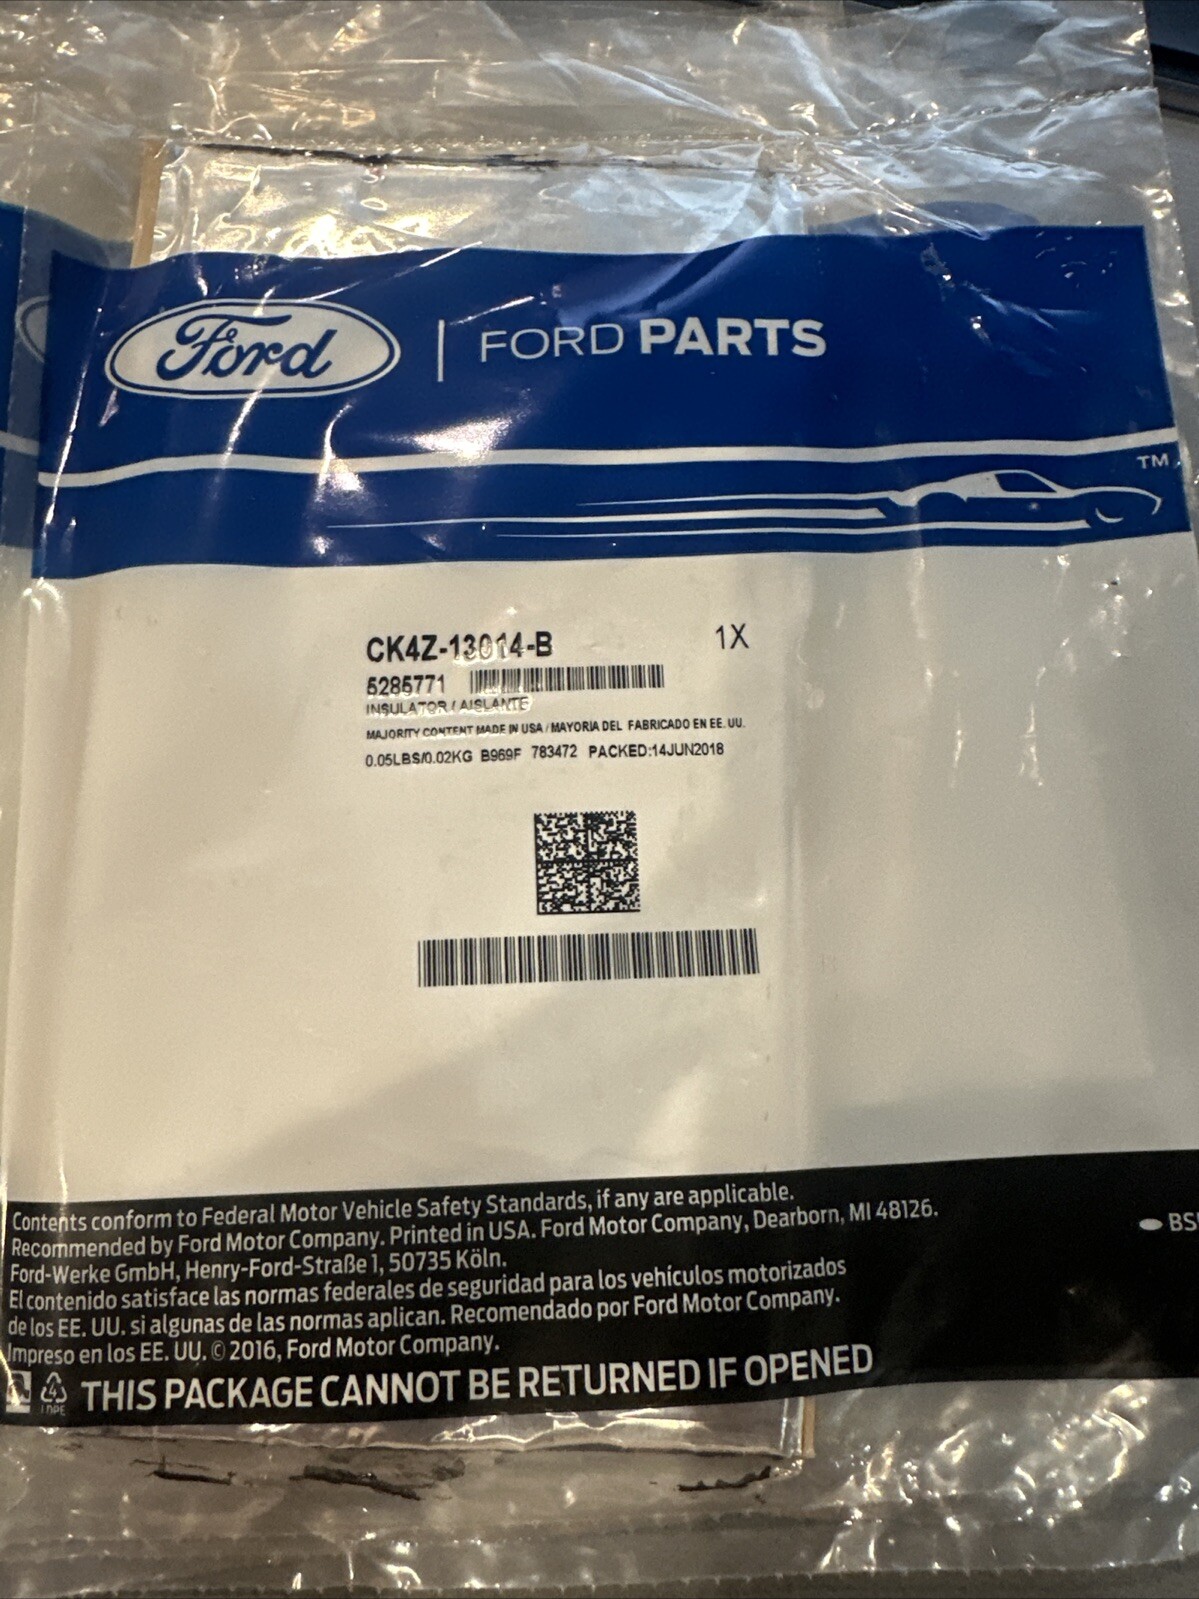 Ford | FORD PARTS
TM
CK4Z-13014-B 1X
5285771
INSULATOR / AISLANTE
MAJORITY CONTENT MADE IN USA / MAYORIA DEL FABRICADO EN EE. UU.
0.05LBS/0.02KG B969F 783472 PACKED:14JUN2018
Contents conform to Federal Motor Vehicle Safety Standards, if any are applicable.
Recommended by Ford Motor Company. Printed in USA. Ford Motor Company, Dearborn, MI 48126.
Ford-Werke GmbH, Henry-Ford-Straße 1, 50735 Köln.
El contenido satisface las normas federales de seguridad para los vehículos motorizados
de los EE. UU. si algunas de las normas aplican. Recomendado por Ford Motor Company.
Impreso en los EE. UU. © 2016, Ford Motor Company.
4
LDPE
THIS PACKAGE CANNOT BE RETURNED IF OPENED